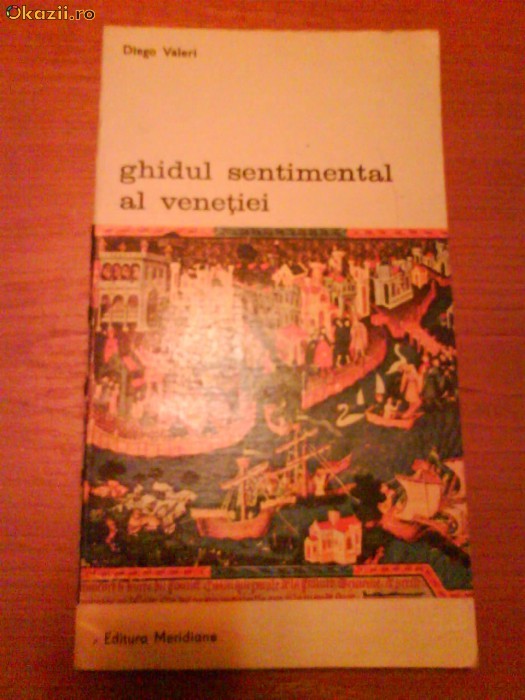 Okazii.ro
Diego Valeri
ghidul sentimental
al veneției
Editura Meridiane